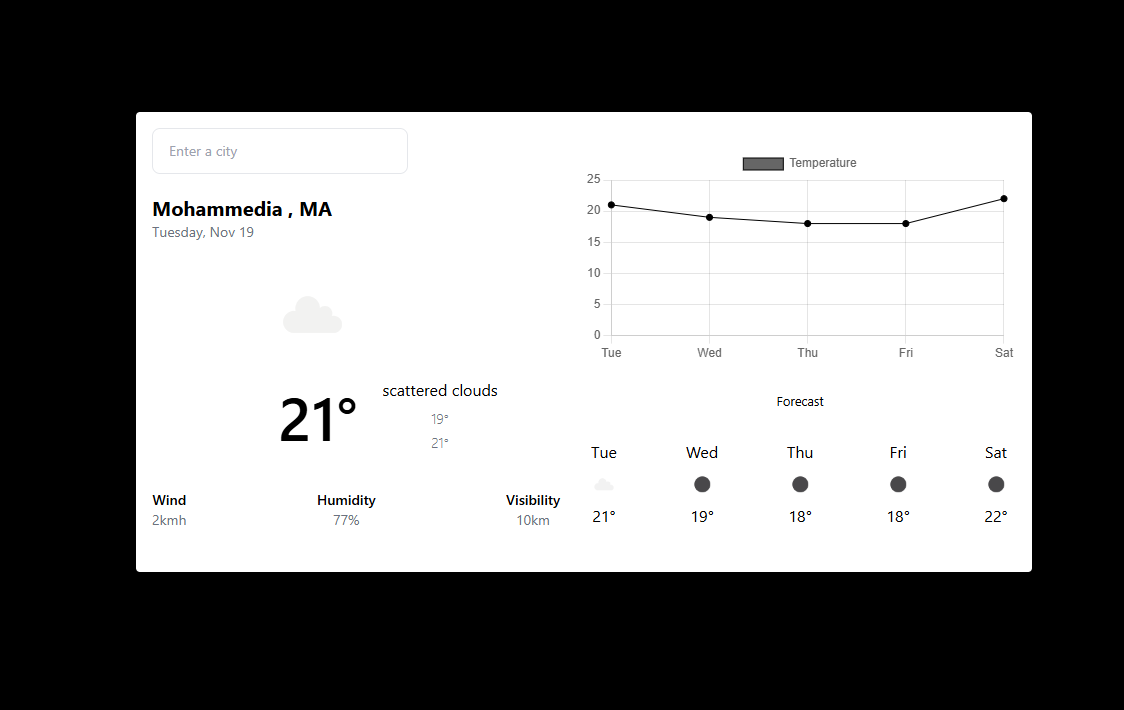 Enter a city
Mohammedia , MA
Tuesday, Nov 19
21°
scattered clouds
19°
21°
Wind
2kmh
Humidity
77%
Visibility
10km
Temperature
25
20
15
10
5
0
Tue Wed Thu Fri Sat
Forecast
Tue Wed Thu Fri Sat
21° 19° 18° 18° 22°